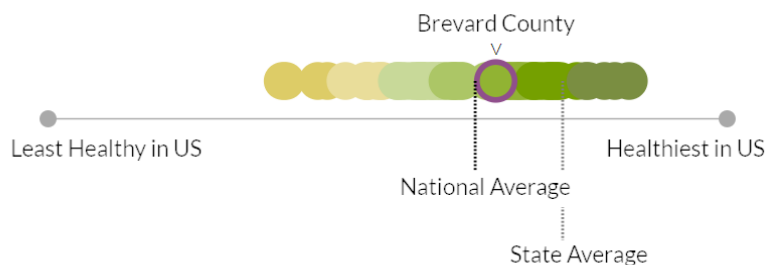 Brevard County
Least Healthy in US
Healthiest in US
National Average
State Average